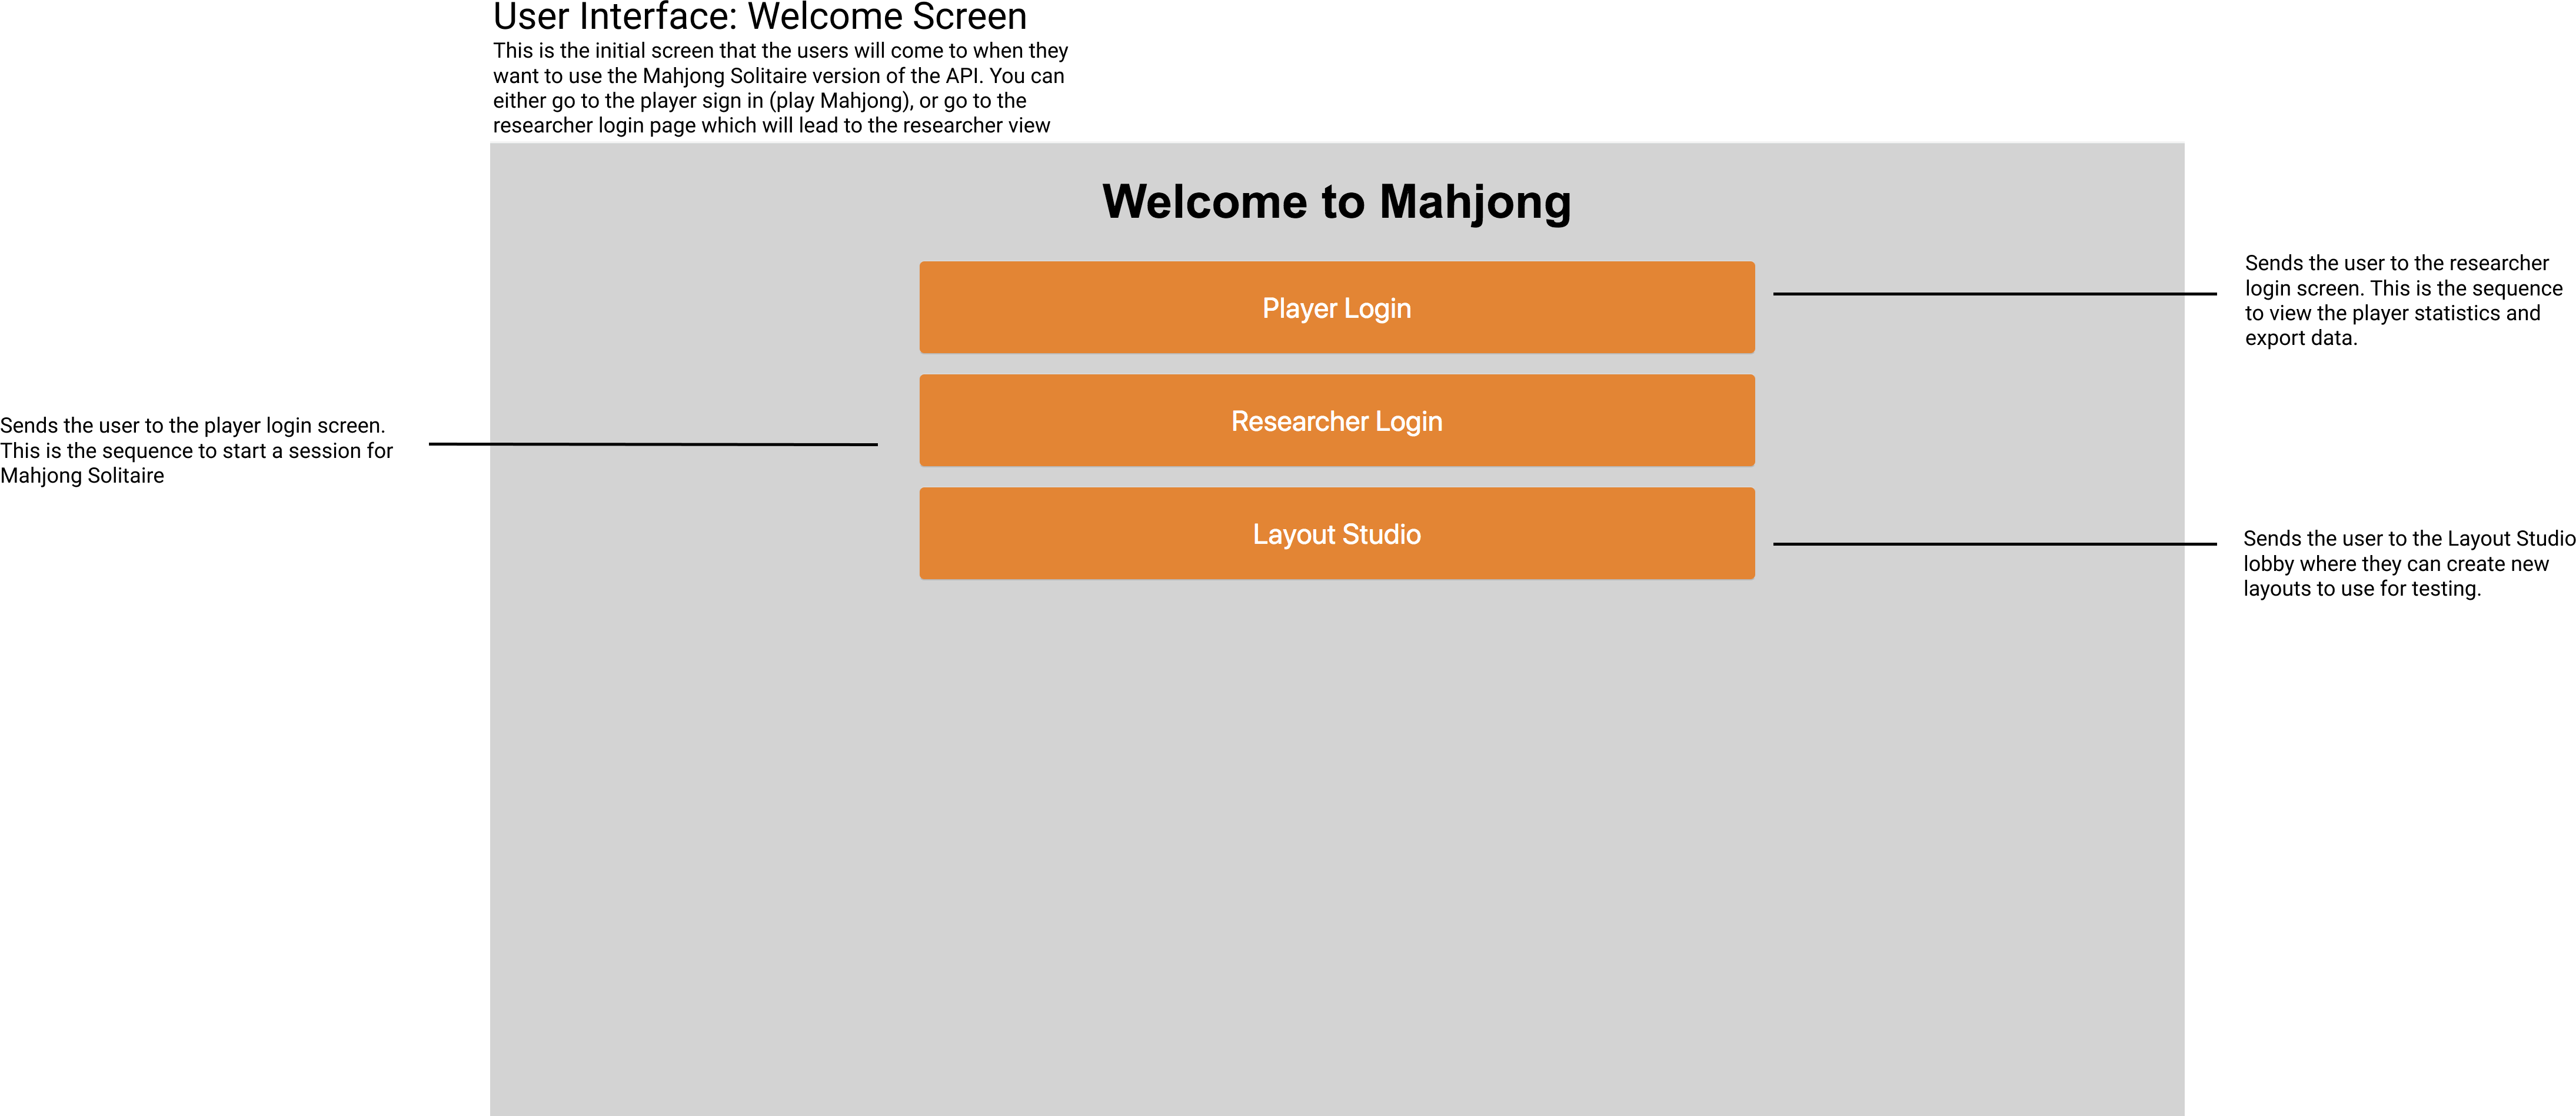 User Interface: Welcome Screen
This is the initial screen that the users will come to when they
want to use the Mahjong Solitaire version of the API. You can
either go to the player sign in (play Mahjong), or go to the
researcher login page which will lead to the researcher view
Welcome to Mahjong
Player Login
Sends the user to the researcher
login screen. This is the sequence
to view the player statistics and
export data.
Sends the user to the player login screen.
This is the sequence to start a session for
Mahjong Solitaire
Researcher Login
Layout Studio
Sends the user to the Layout Studio
lobby where they can create new
layouts to use for testing.